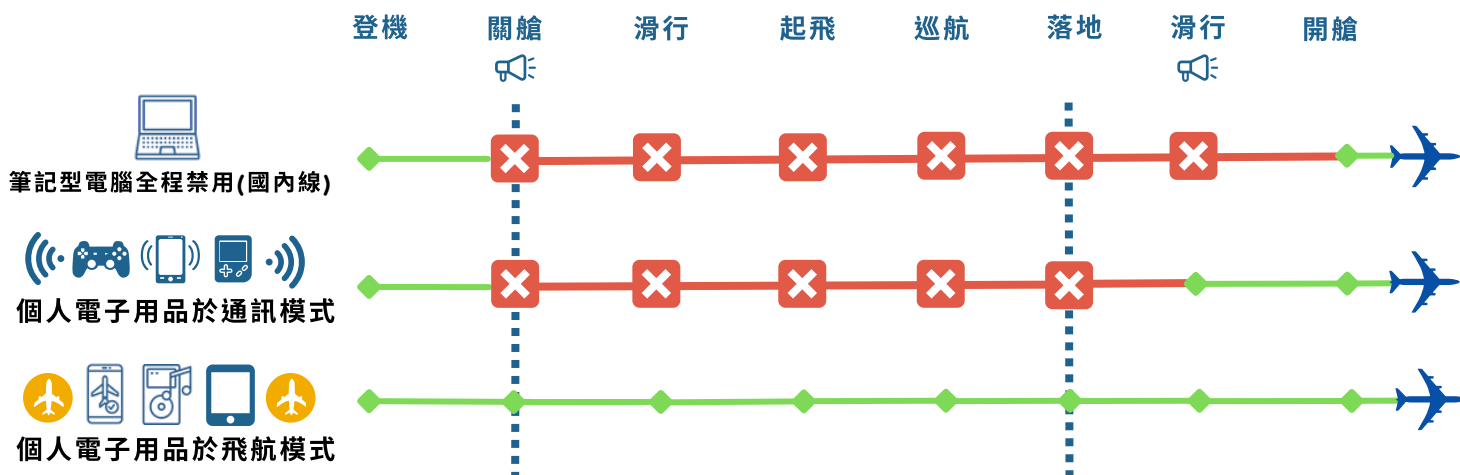 登機 關艙 滑行 起飛 巡航 落地 滑行 開艙
筆記型電腦全程禁用(國內線)
個人電子用品於通訊模式
個人電子用品於飛航模式